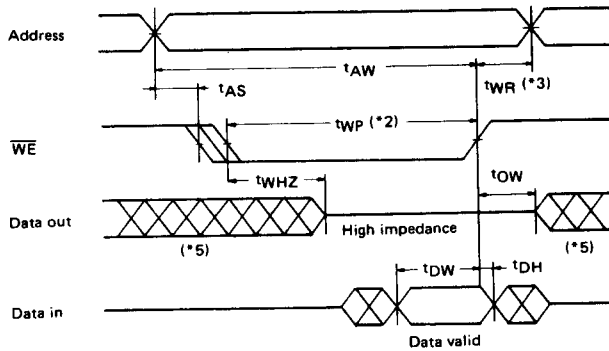 Address
tAW
tWR (*3)
tAS
WE
tWP (*2)
tWHZ
tOW
Data out
(*5)
High impedance
(*5)
tDW
tDH
Data in
Data valid